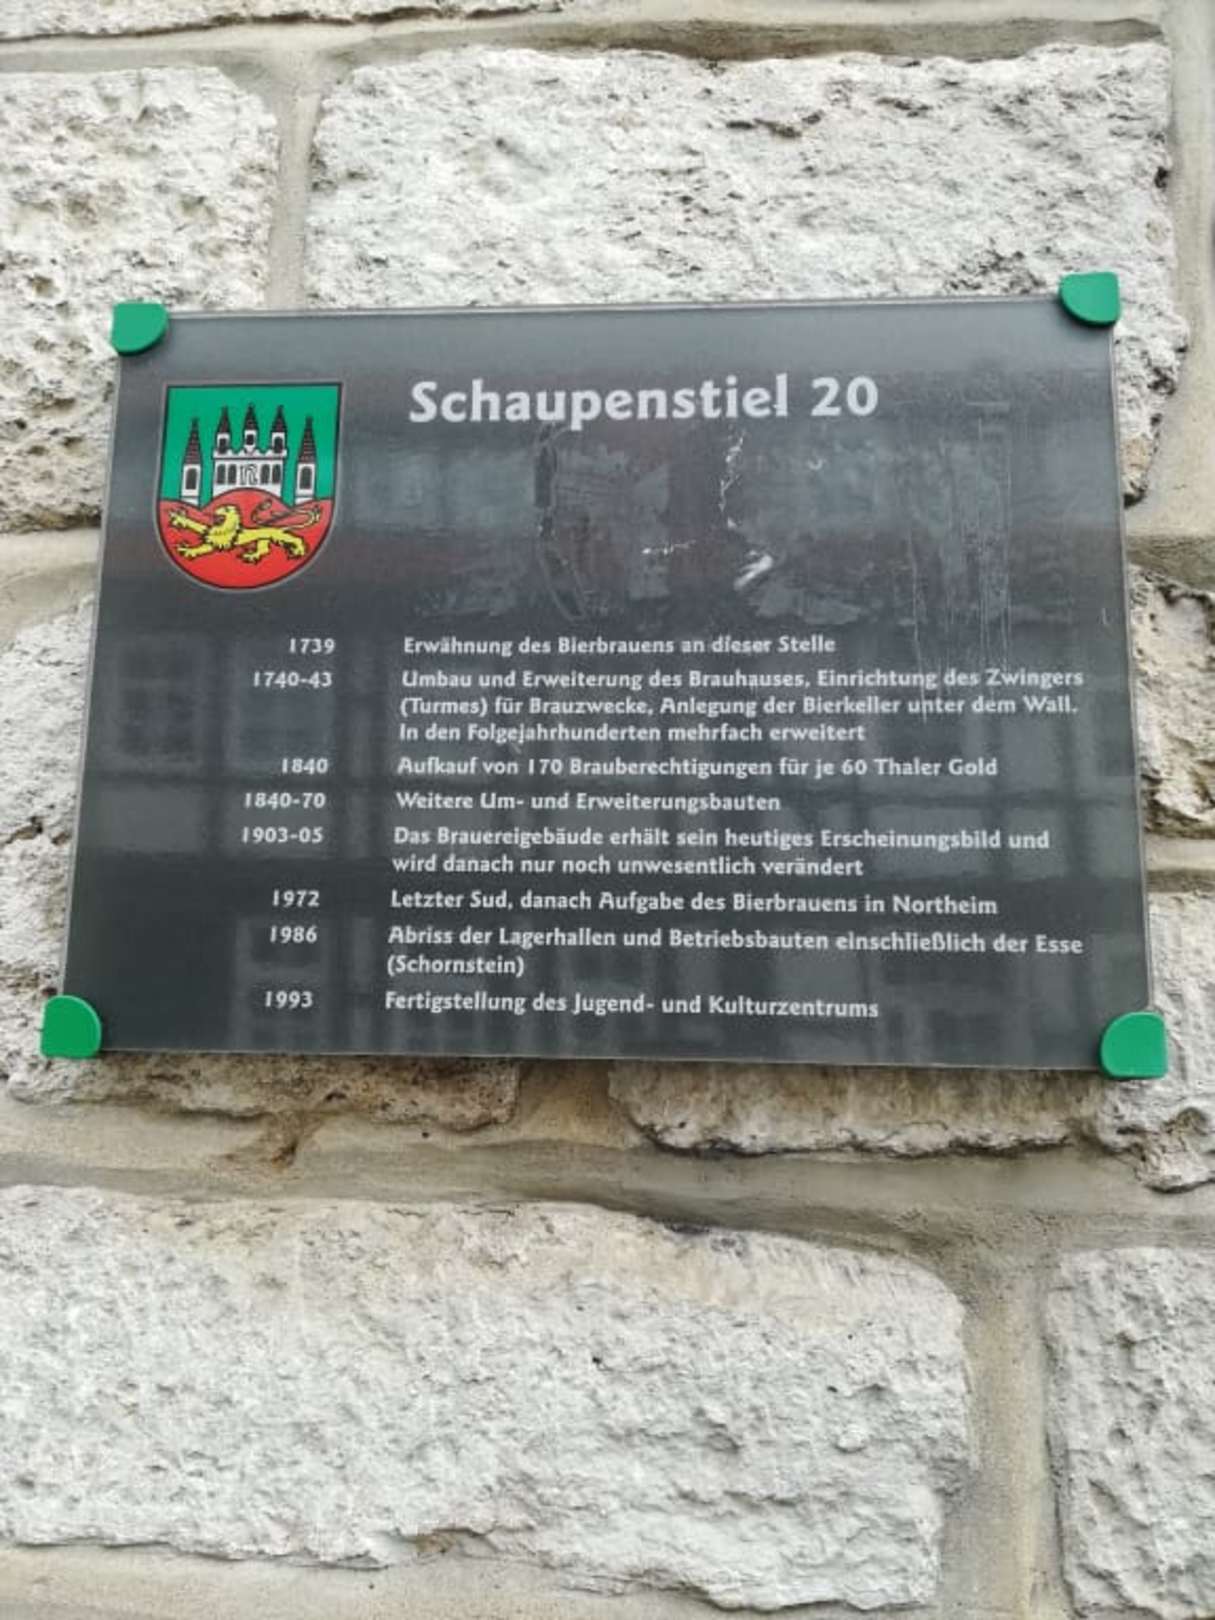 Schaupenstiel 20
n
1739 Erwähnung des Bierbrauens an dieser Stelle
1740-43 Umbau und Erweiterung des Brauhauses, Einrichtung des Zwingers
(Turmes) für Brauzwecke, Anlegung der Bierkeller unter dem Wall.
In den Folgejahrhunderten mehrfach erweitert
1840 Aufkauf von 170 Brauberechtigungen für je 60 Thaler Gold
1840-70 Weitere Um- und Erweiterungsbauten
1903-05 Das Brauereigebäude erhält sein heutiges Erscheinungsbild und
wird danach nur noch unwesentlich verändert
1972 Letzter Sud, danach Aufgabe des Bierbrauens in Northeim
1986 Abriss der Lagerhallen und Betriebsbauten einschließlich der Esse
(Schornstein)
1993 Fertigstellung des Jugend- und Kulturzentrums